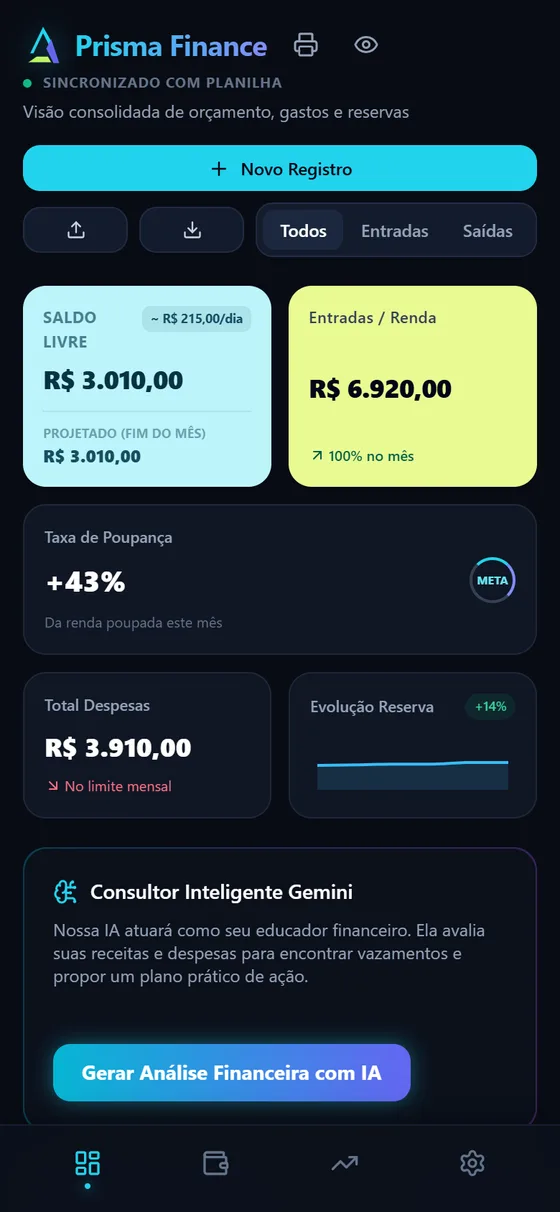 Prisma Finance
SINCRONIZADO COM PLANILHA
Visão consolidada de orçamento, gastos e reservas
+ Novo Registro
Todos Entradas Saídas
SALDO LIVRE
~ R$ 215,00/dia
R$ 3.010,00
PROJETADO (FIM DO MÊS)
R$ 3.010,00
Entradas / Renda
R$ 6.920,00
↗ 100% no mês
Taxa de Poupança
+43%
META
Da renda poupada este mês
Total Despesas
R$ 3.910,00
↘ No limite mensal
Evolução Reserva
+14%
Consultor Inteligente Gemini
Nossa IA atuará como seu educador financeiro. Ela avalia
suas receitas e despesas para encontrar vazamentos e
propor um plano prático de ação.
Gerar Análise Financeira com IA